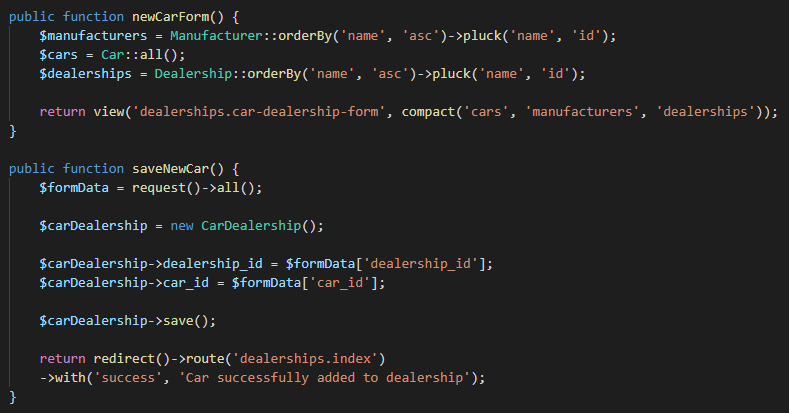 public function newCarForm() {
    $manufacturers = Manufacturer::orderBy('name', 'asc')->pluck('name', 'id');
    $cars = Car::all();
    $dealerships = Dealership::orderBy('name', 'asc')->pluck('name', 'id');

    return view('dealerships.car-dealership-form', compact('cars', 'manufacturers', 'dealerships'));
}

public function saveNewCar() {
    $formData = request()->all();

    $carDealership = new CarDealership();

    $carDealership->dealership_id = $formData['dealership_id'];
    $carDealership->car_id = $formData['car_id'];

    $carDealership->save();

    return redirect()->route('dealerships.index')
    ->with('success', 'Car successfully added to dealership');
}